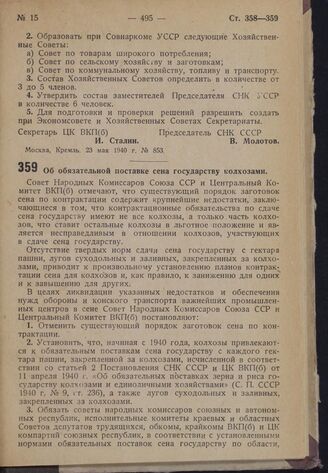 № 15 — 495 — Ст. 358—359
2. Образовать при Совнаркоме УССР следующие Хозяйствен-
ные Советы:
а) Совет по товарам широкого потребления;
б) Совет по сельскому хозяйству и заготовкам;
в) Совет по коммунальному хозяйству, топливу и транспорту.
3. Состав Хозяйственных Советов определить в количестве от
3 до 5 членов.
4. Утвердить состав заместителей Председателя СНК УССР
в количестве 6 человек.
5. Для подготовки и проверки решений разрешить создать
при Экономсовете и Хозяйственных Советах Секретариаты.
Секретарь ЦК ВКП(б) Председатель СНК СССР
И. Сталин. В. Молотов.
Москва, Кремль. 23 мая 1940 г. № 853.
359 Об обязательной поставке сена государству колхозами.
Совет Народных Комиссаров Союза ССР и Центральный Ко-
митет ВКП(б) отмечают, что существующий порядок заготовок
сена по контрактации содержит крупнейшие недостатки, заклю-
чающиеся в том, что контрактационные обязательства по сдаче
сена государству имеют не все колхозы, а только часть колхо-
зов, что ставит остальные колхозы в льготное положение и яв-
ляется несправедливым в отношении колхозов, участвующих
в сдаче сена государству.
Отсутствие твердых норм сдачи сена государству с гектара
пашни, лугов суходольных и заливных, закрепленных за колхо-
зами, приводит к произвольному установлению планов контрак-
тации сена для колхозов и, как правило, к занижению для одних
и к завышению для других.
В целях ликвидации указанных недостатков и обеспечения
нужд обороны и конского транспорта важнейших промышлен-
ных центров в сене Совет Народных Комиссаров Союза ССР и
Центральный Комитет ВКП(б) постановляют:
1. Отменить существующий порядок заготовок сена по кон-
трактации.
2. Установить, что, начиная с 1940 года, колхозы привлекают-
ся к обязательным поставкам сена государству с каждого гек-
тара пашни, закрепленной за колхозами, исчисленной в соответ-
ствии со статьей 2 Постановления СНК СССР и ЦК ВКП(б) от
11 апреля 1940 г. «Об обязательных поставках зерна и риса го-
сударству колхозами и единоличными хозяйствами» (С. П. СССР
1940 г. № 9, ст. 236), а также лугов суходольных и заливных,
закрепленных за колхозами.
3. Обязать советы народных комиссаров союзных и автоном-
ных республик, исполнительные комитеты краевых и областных
Советов депутатов трудящихся, обкомы, крайкомы ВКП(б) и ЦК
компартий союзных республик, в соответствии с установленными
нормами обязательных поставок сена государству по области,